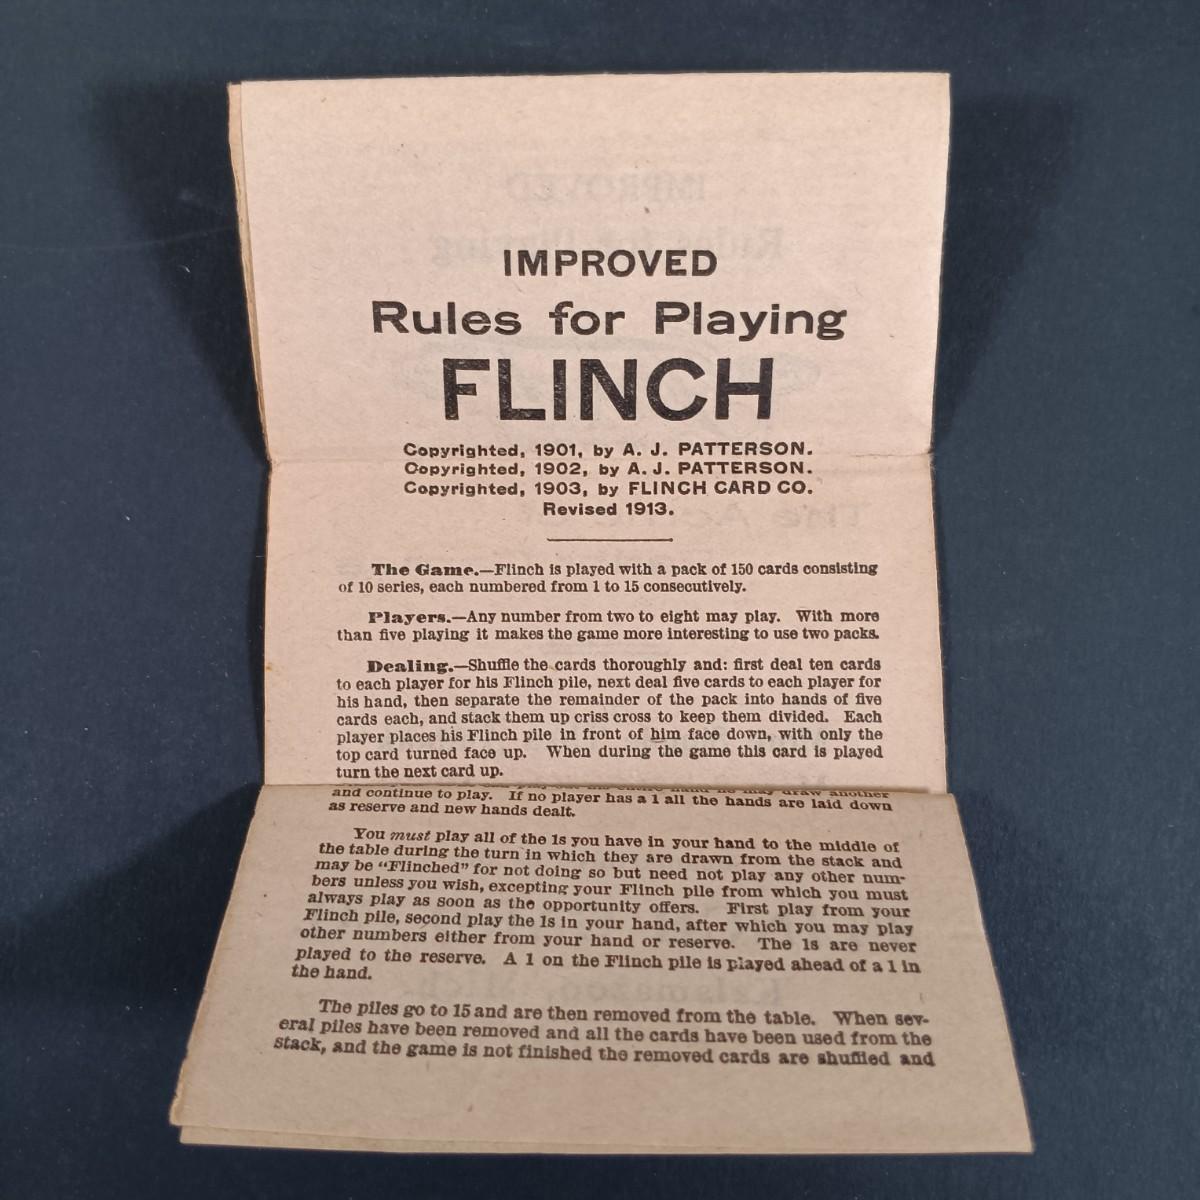 IMPROVED
Rules for Playing
FLINCH
Copyrighted, 1901, by A. J. PATTERSON.
Copyrighted, 1902, by A. J. PATTERSON.
Copyrighted, 1903, by FLINCH CARD CO.
Revised 1913.
The Game.—Flinch is played with a pack of 150 cards consisting
of 10 series, each numbered from 1 to 15 consecutively.
Players.—Any number from two to eight may play. With more
than five playing it makes the game more interesting to use two packs.
Dealing.—Shuffle the cards thoroughly and: first deal ten cards
to each player for his Flinch pile, next deal five cards to each player for
his hand, then separate the remainder of the pack into hands of five
cards each, and stack them up criss cross to keep them divided. Each
player places his Flinch pile in front of him face down, with only the
top card turned face up. When during the game this card is played
turn the next card up.
his entire hand he may draw another
and continue to play. If no player has a 1 all the hands are laid down
as reserve and new hands dealt.
You must play all of the 1s you have in your hand to the middle of
the table during the turn in which they are drawn from the stack and
may be "Flinched" for not doing so but need not play any other num-
bers unless you wish, excepting your Flinch pile from which you must
always play as soon as the opportunity offers. First play from your
Flinch pile, second play the 1s in your hand, after which you may play
other numbers either from your hand or reserve. The 1s are never
played to the reserve. A 1 on the Flinch pile is played ahead of a 1 in
the hand.
The piles go to 15 and are then removed from the table. When sev-
eral piles have been removed and all the cards have been used from the
stack, and the game is not finished the removed cards are shuffled and